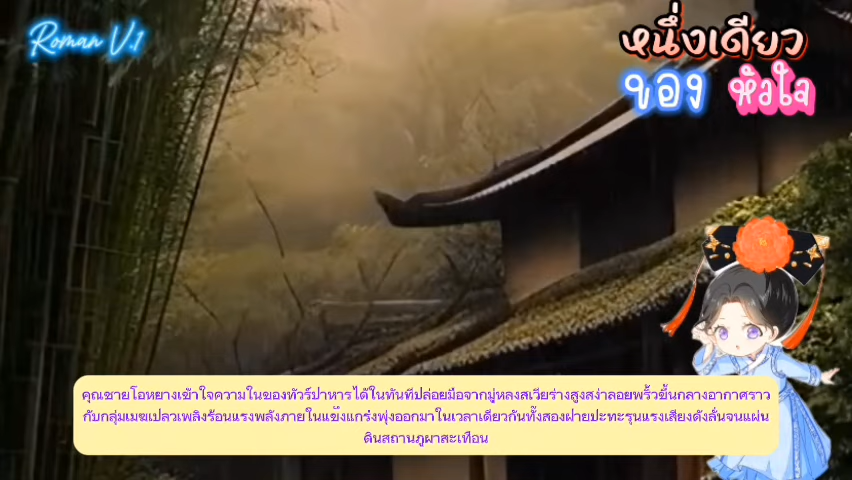 Roman V.1
หนึ่งเดียว
ของ หัวใจ
คุณชายโอหยางเข้าใจความในของทัวร์ปาหารได้ในทันทีปล่อยมือจากมู่หลงสเวียร่างสูงสง่าลอยพริ้วขึ้นกลางอากาศราว
กับกลุ่มเมฆเปลวเพลิงร้อนแรงพลังภายในแข็งแกร่งพุ่งออกมาในเวลาเดียวกันทั้งสองฝ่ายปะทะรุนแรงเสียงดังลั่นจนแผ่น
ดินสถานภูผาสะเทือน